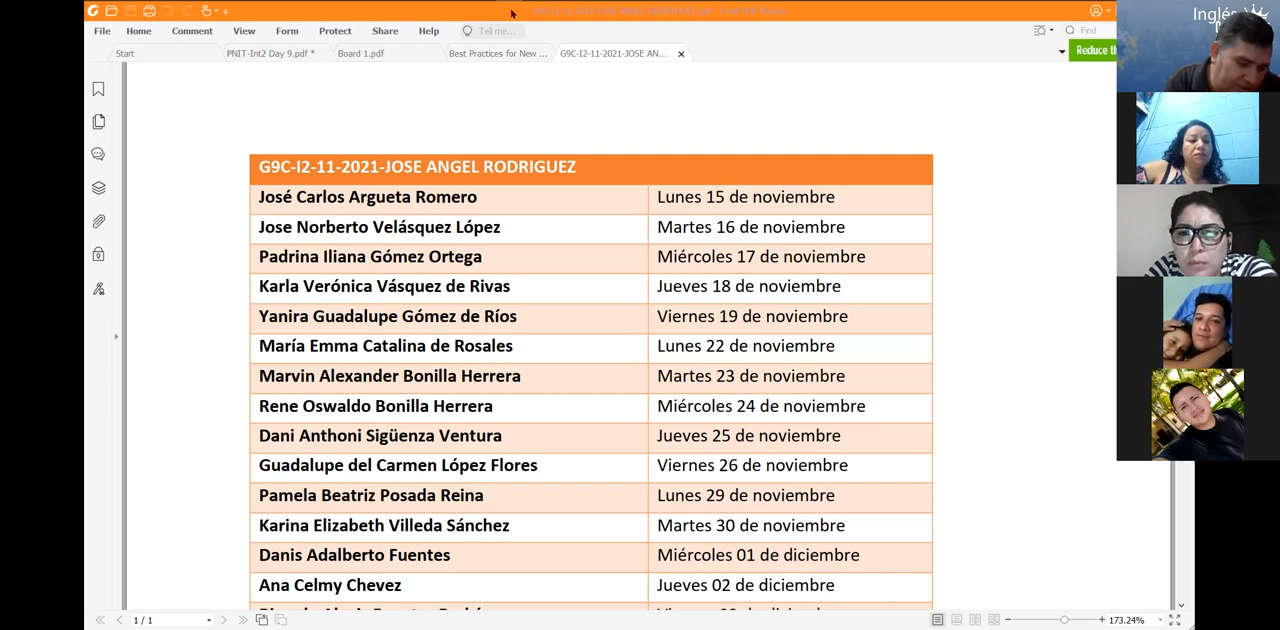 File Home Comment View Form Protect Share Help Tell me... Find
Start PNIT-Int2 Day 9.pdf * Board 1.pdf Best Practices for New ... G9C-I2-11-2021-JOSE AN...
Reduce th
Inglés
G9C-I2-11-2021-JOSE ANGEL RODRIGUEZ
José Carlos Argueta Romero Lunes 15 de noviembre
Jose Norberto Velásquez López Martes 16 de noviembre
Padrina Iliana Gómez Ortega Miércoles 17 de noviembre
Karla Verónica Vásquez de Rivas Jueves 18 de noviembre
Yanira Guadalupe Gómez de Ríos Viernes 19 de noviembre
María Emma Catalina de Rosales Lunes 22 de noviembre
Marvin Alexander Bonilla Herrera Martes 23 de noviembre
Rene Oswaldo Bonilla Herrera Miércoles 24 de noviembre
Dani Anthoni Sigüenza Ventura Jueves 25 de noviembre
Guadalupe del Carmen López Flores Viernes 26 de noviembre
Pamela Beatriz Posada Reina Lunes 29 de noviembre
Karina Elizabeth Villeda Sánchez Martes 30 de noviembre
Danis Adalberto Fuentes Miércoles 01 de diciembre
Ana Celmy Chevez Jueves 02 de diciembre
1 / 1 173.24%